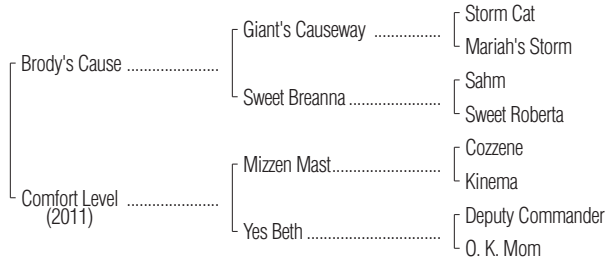 Storm Cat
Giant's Causeway ....................
Mariah's Storm
Brody's Cause .......................
Sahm
Sweet Breanna .......................
Sweet Roberta
Cozzene
Mizzen Mast..............................
Kinema
Comfort Level .......................
(2011)
Deputy Commander
Yes Beth .................................
O. K. Mom